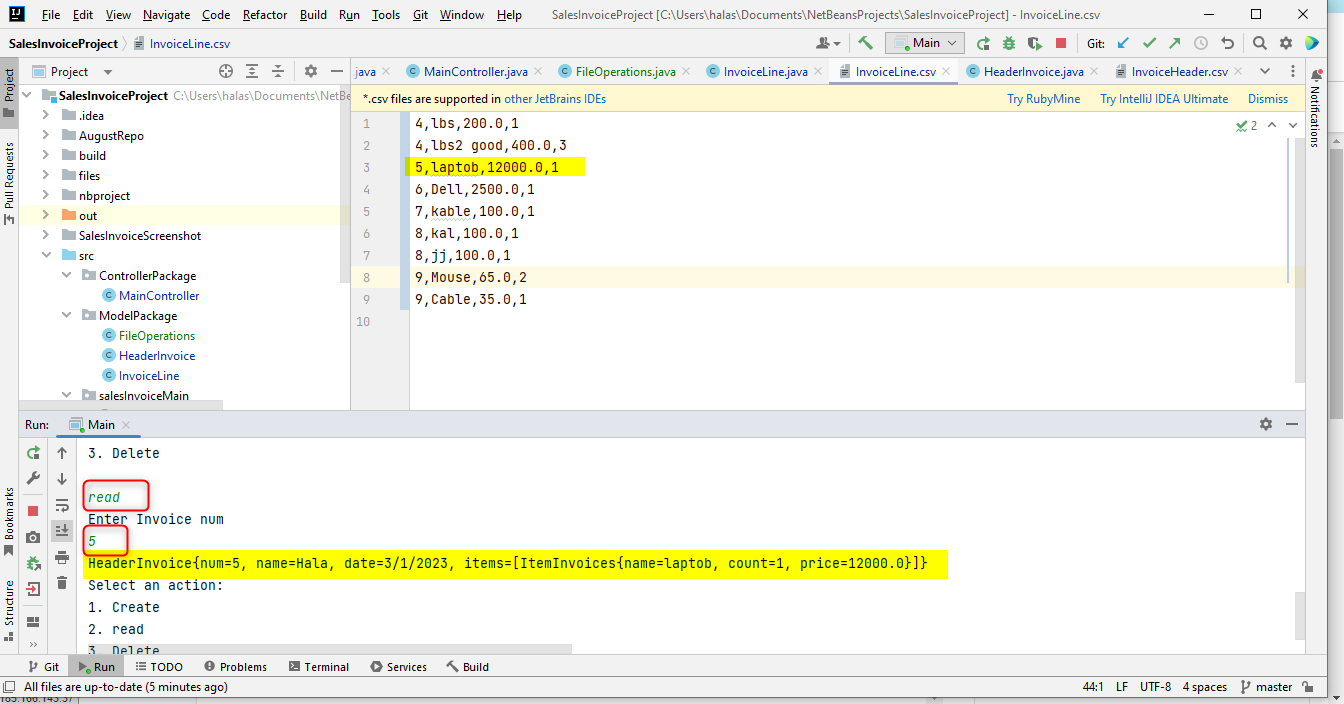 File Edit View Navigate Code Refactor Build Run Tools Git Window Help SalesInvoiceProject [C:\Users\halas\Documents\NetBeansProjects\SalesInvoiceProject] - InvoiceLine.csv
SalesInvoiceProject InvoiceLine.csv Main Git:
Project .java MainController.java FileOperations.java InvoiceLine.java InvoiceLine.csv HeaderInvoice.java InvoiceHeader.csv
SalesInvoiceProject C:\Users\halas\Documents\NetBe
*.csv files are supported in other JetBrains IDEs Try RubyMine Try IntelliJ IDEA Ultimate Dismiss
.idea
AugustRepo
build
files
nbproject
out
SalesInvoiceScreenshot
src
ControllerPackage
MainController
ModelPackage
FileOperations
HeaderInvoice
InvoiceLine
salesInvoiceMain
1 4,lbs,200.0,1
2 4,lbs2 good,400.0,3
3 5,laptob,12000.0,1
4 6,Dell,2500.0,1
5 7,kable,100.0,1
6 8,kal,100.0,1
7 8,jj,100.0,1
8 9,Mouse,65.0,2
9 9,Cable,35.0,1
10
2
Project
Pull Requests
Bookmarks
Structure
Notifications
Run: Main
3. Delete
read
Enter Invoice num
5
HeaderInvoice{num=5, name=Hala, date=3/1/2023, items=[ItemInvoices{name=laptob, count=1, price=12000.0}]}
Select an action:
1. Create
2. read
3. Delete
Git Run TODO Problems Terminal Services Build
All files are up-to-date (5 minutes ago) 44:1 LF UTF-8 4 spaces master